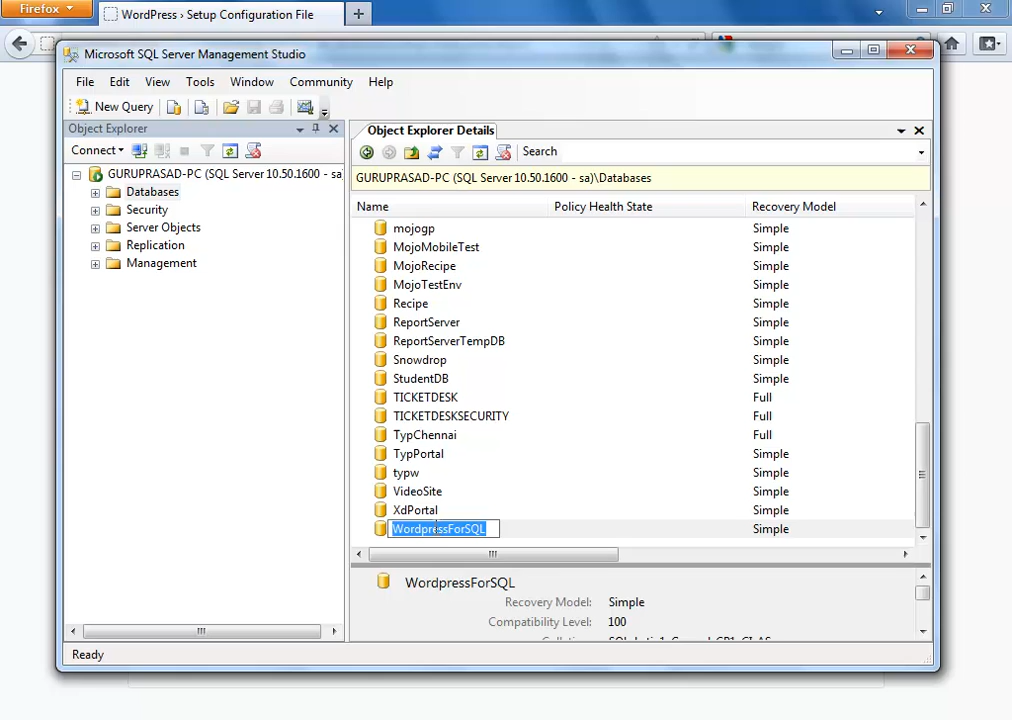 Firefox
WordPress › Setup Configuration File
Microsoft SQL Server Management Studio
File Edit View Tools Window Community Help
New Query
Object Explorer
Connect
GURUPRASAD-PC (SQL Server 10.50.1600 - sa)
Databases
Security
Server Objects
Replication
Management
Object Explorer Details
Search
GURUPRASAD-PC (SQL Server 10.50.1600 - sa)\Databases
Name Policy Health State Recovery Model
mojogp Simple
MojoMobileTest Simple
MojoRecipe Simple
MojoTestEnv Simple
Recipe Simple
ReportServer Simple
ReportServerTempDB Simple
Snowdrop Simple
StudentDB Simple
TICKETDESK Full
TICKETDESKSECURITY Full
TypChennai Full
TypPortal Simple
typw Simple
VideoSite Simple
XdPortal Simple
WordpressForSQL Simple
WordpressForSQL
Recovery Model: Simple
Compatibility Level: 100
Ready